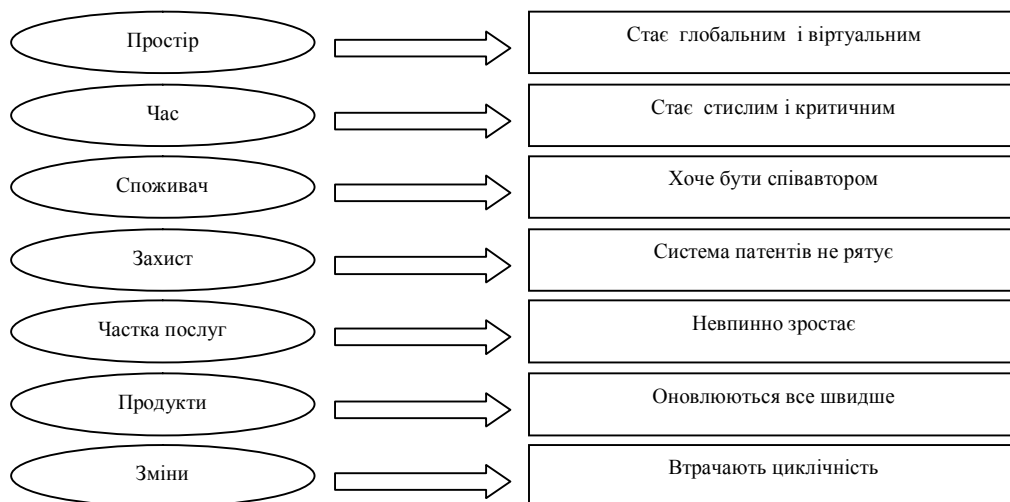 Простір
Стає глобальним і віртуальним
Час
Стає стислим і критичним
Споживач
Хоче бути співавтором
Захист
Система патентів не рятує
Частка послуг
Невпинно зростає
Продукти
Оновлюються все швидше
Зміни
Втрачають циклічність